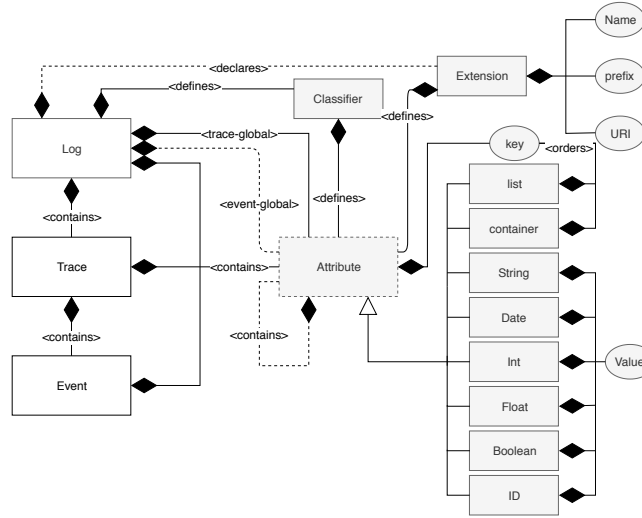 Name
<declares>
Extension
prefix
<defines>
Classifier
<defines>
URI
Log
<trace-global>
key
<orders>
list
<event-global>
<defines>
<contains>
container
Trace
<contains>
Attribute
String
Date
<contains>
<contains>
Int
Value
Event
Float
Boolean
ID